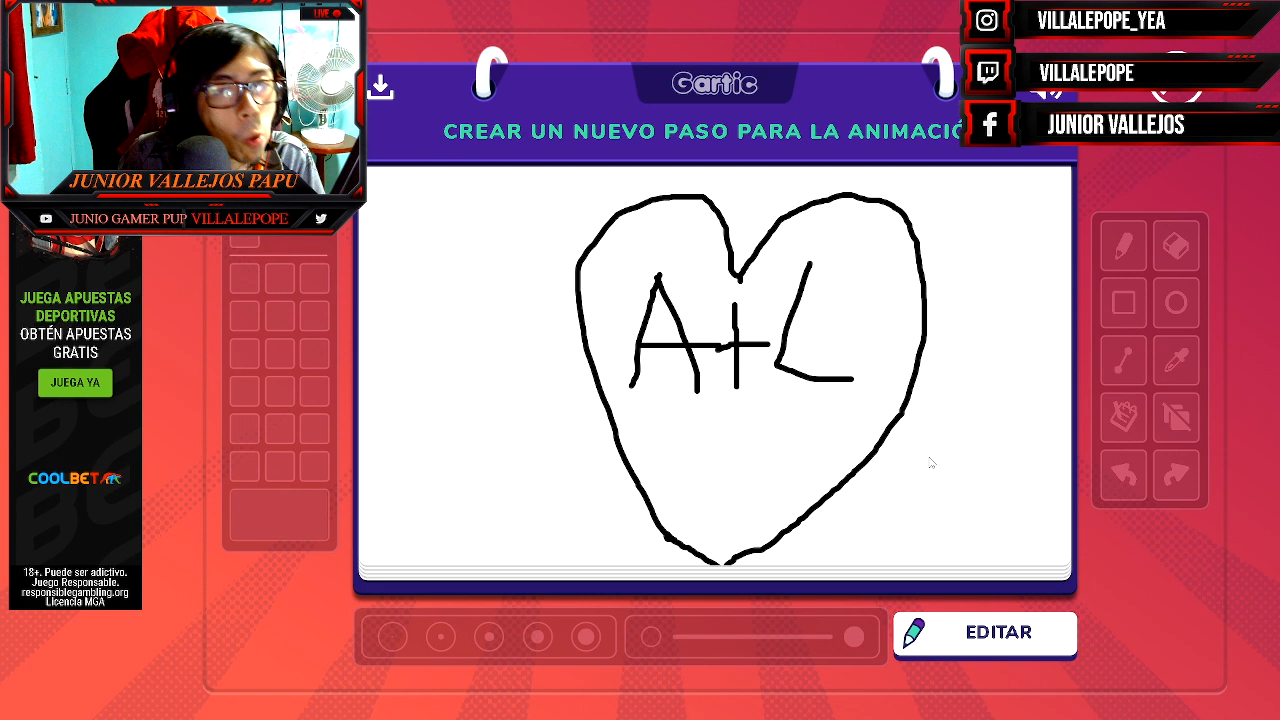 LIVE
JUNIOR VALLEJOS PAPU
JUNIO GAMER PUP VILLALEPOPE
VILLALEPOPE_YEA
VILLALEPOPE
JUNIOR VALLEJOS
Gartic
CREAR UN NUEVO PASO PARA LA ANIMACIÓ
A+L
JUEGA APUESTAS
DEPORTIVAS
OBTÉN APUESTAS
GRATIS
JUEGA YA
COOLBET
18+. Puede ser adictivo.
Juego Responsable.
responsiblegambling.org
Licencia MGA
EDITAR